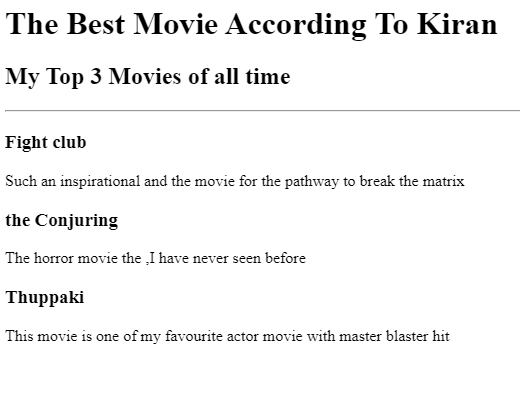 The Best Movie According To Kiran
My Top 3 Movies of all time
Fight club
Such an inspirational and the movie for the pathway to break the matrix
the Conjuring
The horror movie the ,I have never seen before
Thuppaki
This movie is one of my favourite actor movie with master blaster hit